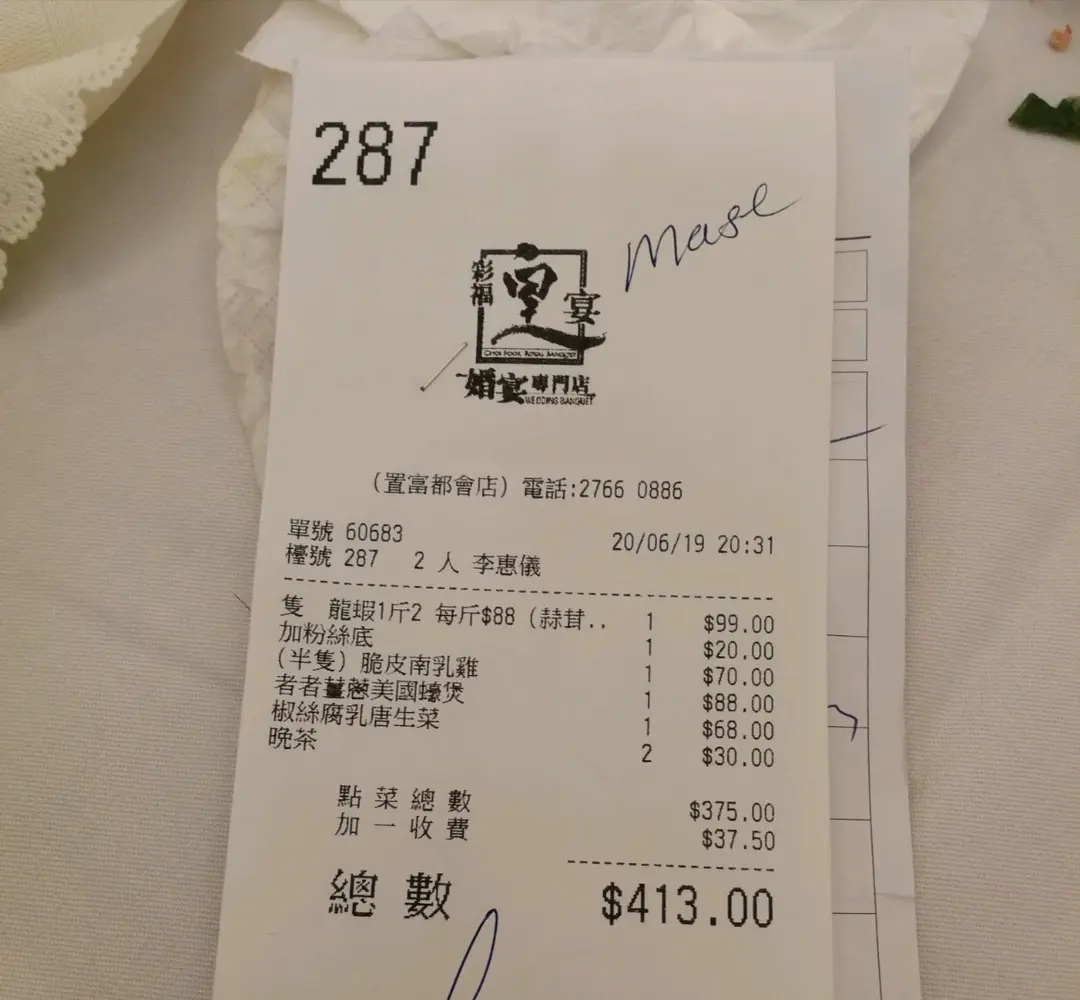 287
Mase
彩福 皇 宴
CHOI FOOK ROYAL BANQUET
婚宴專門店
WEDDING BANQUET
(置富都會店) 電話:2766 0886
單號 60683 20/06/19 20:31
檯號 287 2 人 李惠儀
隻 龍蝦1斤2 每斤$88 (蒜茸.. 1 $99.00
加粉絲底 1 $20.00
(半隻) 脆皮南乳雞 1 $70.00
者者薑蔥美國蠔煲 1 $88.00
椒絲腐乳唐生菜 1 $68.00
晚茶 2 $30.00
點菜總數 $375.00
加一收費 $37.50
總數 $413.00